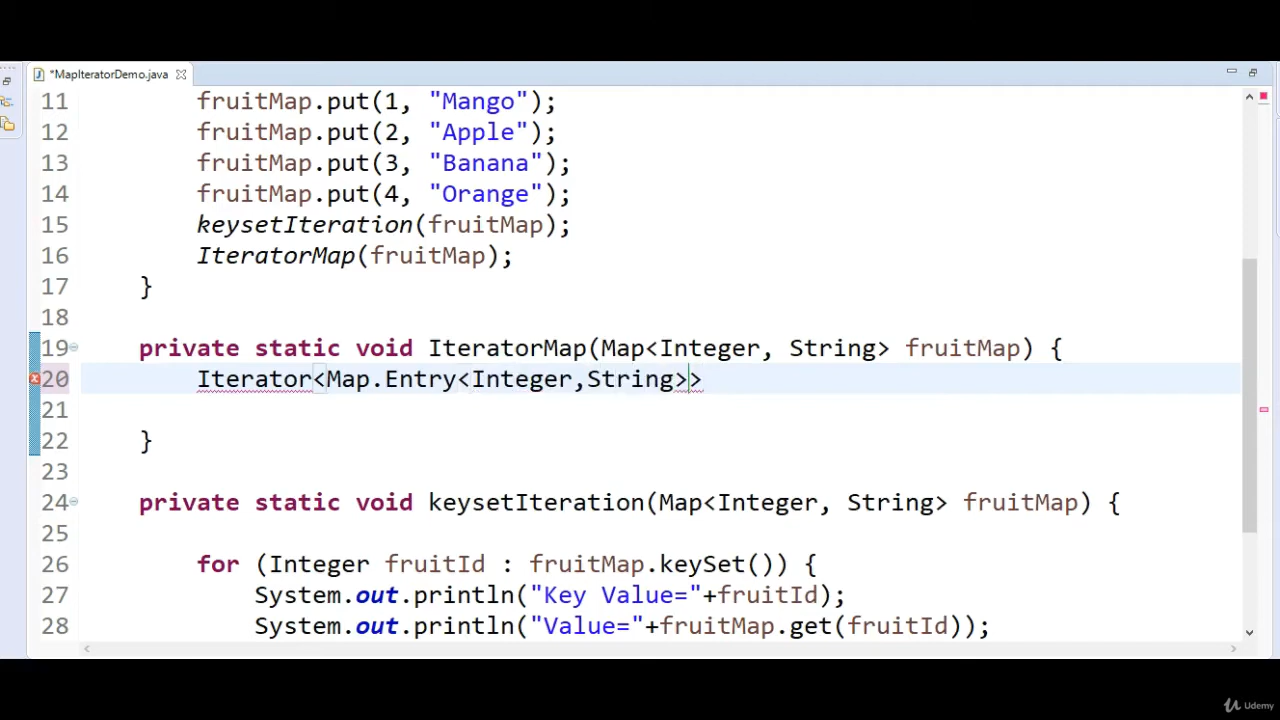 *MapIteratorDemo.java
11 fruitMap.put(1, "Mango");
12 fruitMap.put(2, "Apple");
13 fruitMap.put(3, "Banana");
14 fruitMap.put(4, "Orange");
15 keysetIteration(fruitMap);
16 IteratorMap(fruitMap);
17 }
18
19 private static void IteratorMap(Map<Integer, String> fruitMap) {
20 Iterator<Map.Entry<Integer,String>>
21
22 }
23
24 private static void keysetIteration(Map<Integer, String> fruitMap) {
25
26 for (Integer fruitId : fruitMap.keySet()) {
27 System.out.println("Key Value="+fruitId);
28 System.out.println("Value="+fruitMap.get(fruitId));
Udemy